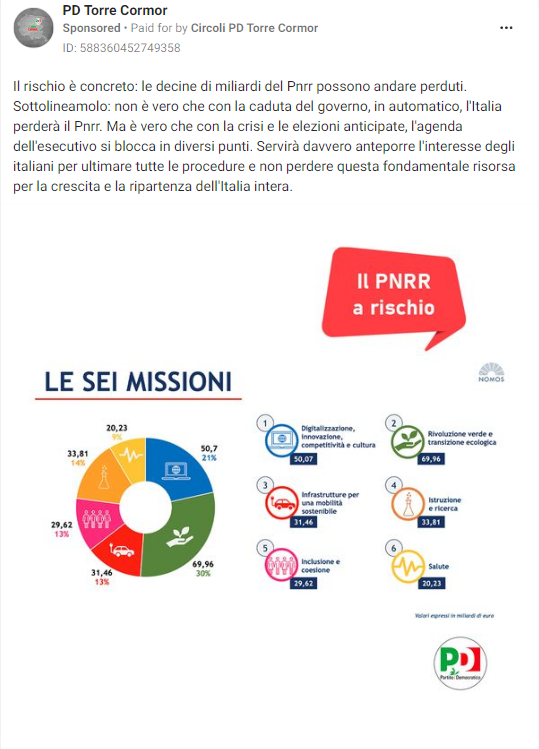 PD Torre Cormor
Sponsored • Paid for by Circoli PD Torre Cormor
ID: 588360452749358
Il rischio è concreto: le decine di miliardi del Pnrr possono andare perduti.
Sottolineamolo: non è vero che con la caduta del governo, in automatico, l'Italia
perderà il Pnrr. Ma è vero che con la crisi e le elezioni anticipate, l'agenda
dell'esecutivo si blocca in diversi punti. Servirà davvero anteporre l'interesse degli
italiani per ultimare tutte le procedure e non perdere questa fondamentale risorsa
per la crescita e la ripartenza dell'Italia intera.
Il PNRR
a rischio
LE SEI MISSIONI
NOMOS
20,23
9%
50,7
21%
33,81
14%
29,62
13%
31,46
13%
69,96
30%
1
Digitalizzazione,
innovazione,
competitività e cultura
50,07
2
Rivoluzione verde e
transizione ecologica
69,96
3
Infrastrutture per
una mobilità
sostenibile
31,46
4
Istruzione
e ricerca
33,81
5
Inclusione e
coesione
29,62
6
Salute
20,23
Valori espressi in miliardi di euro
PD
Partito Democratico